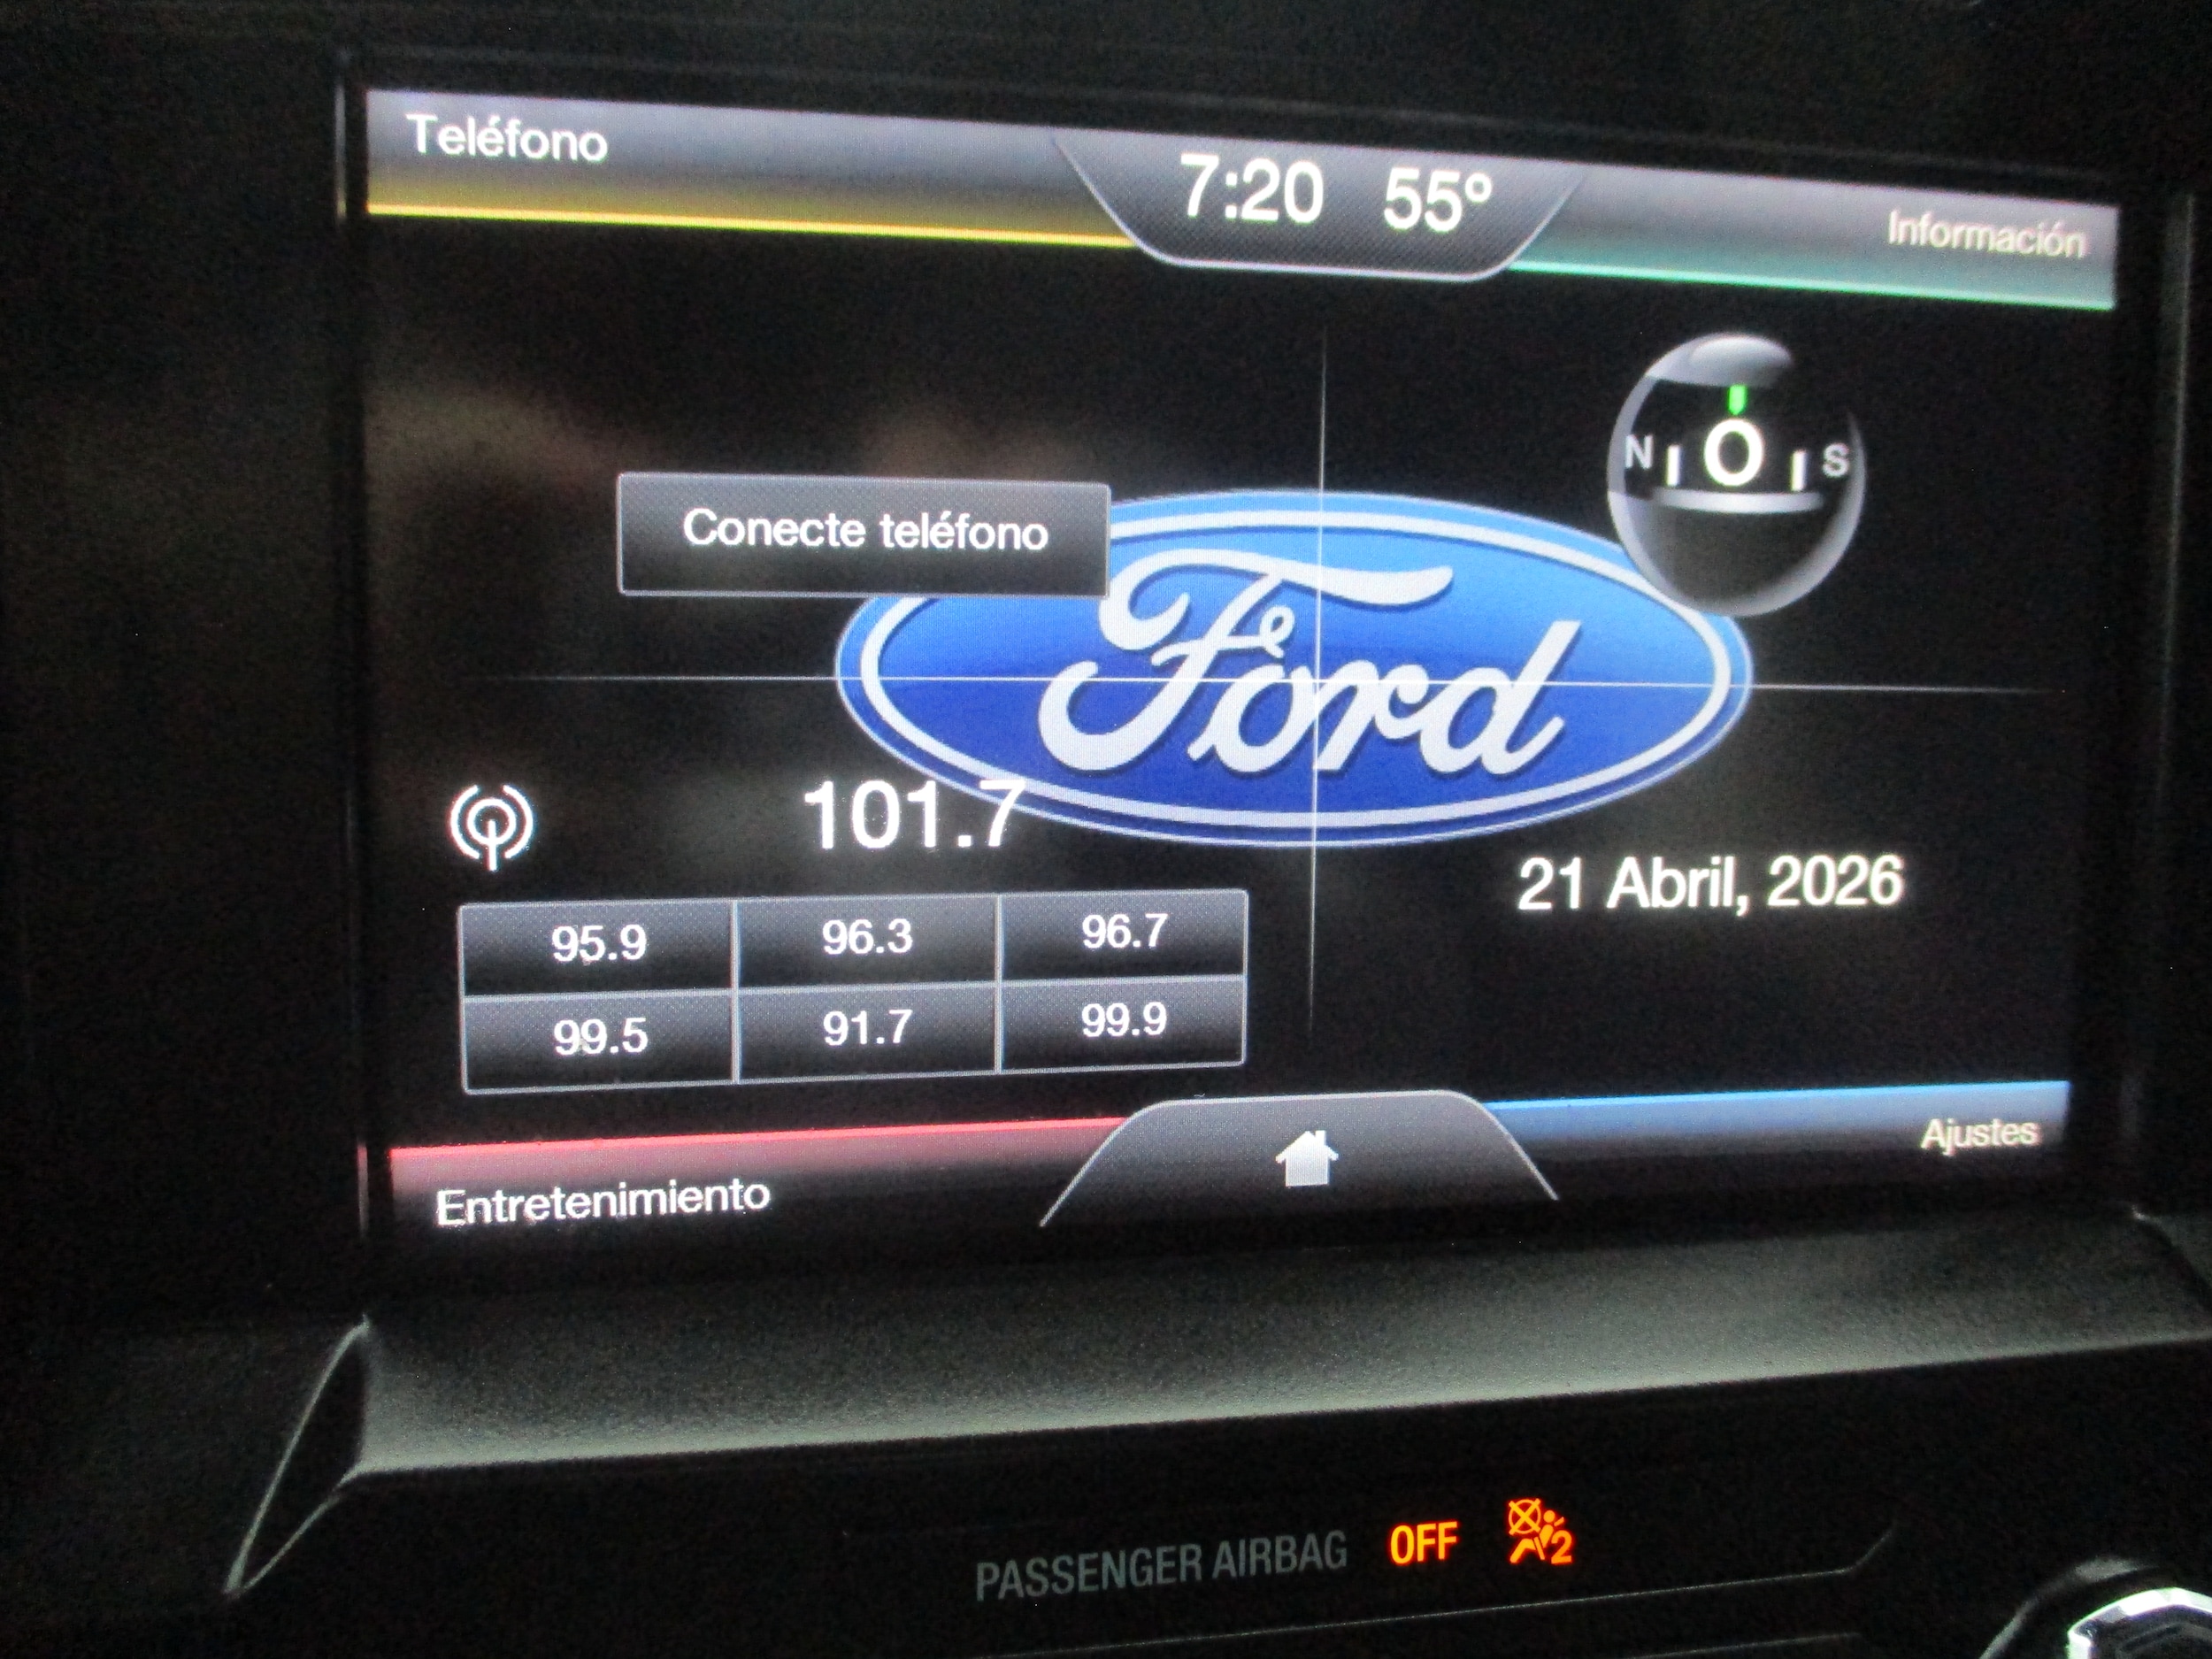 Teléfono
7:20 55°
Información
N O S
Conecte teléfono
Ford
101.7
21 Abril, 2026
95.9 96.3 96.7
99.5 91.7 99.9
Entretenimiento
Ajustes
PASSENGER AIRBAG OFF 2